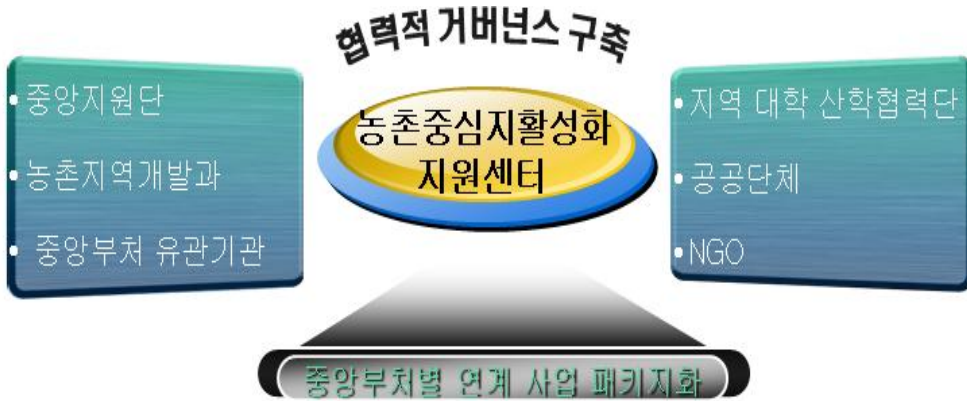 협력적 거버넌스 구축
• 중앙지원단
• 농촌지역개발과
• 중앙부처 유관기관
농촌중심지활성화
지원센터
• 지역 대학 산학협력단
• 공공단체
• NGO
중앙부처별 연계 사업 패키지화